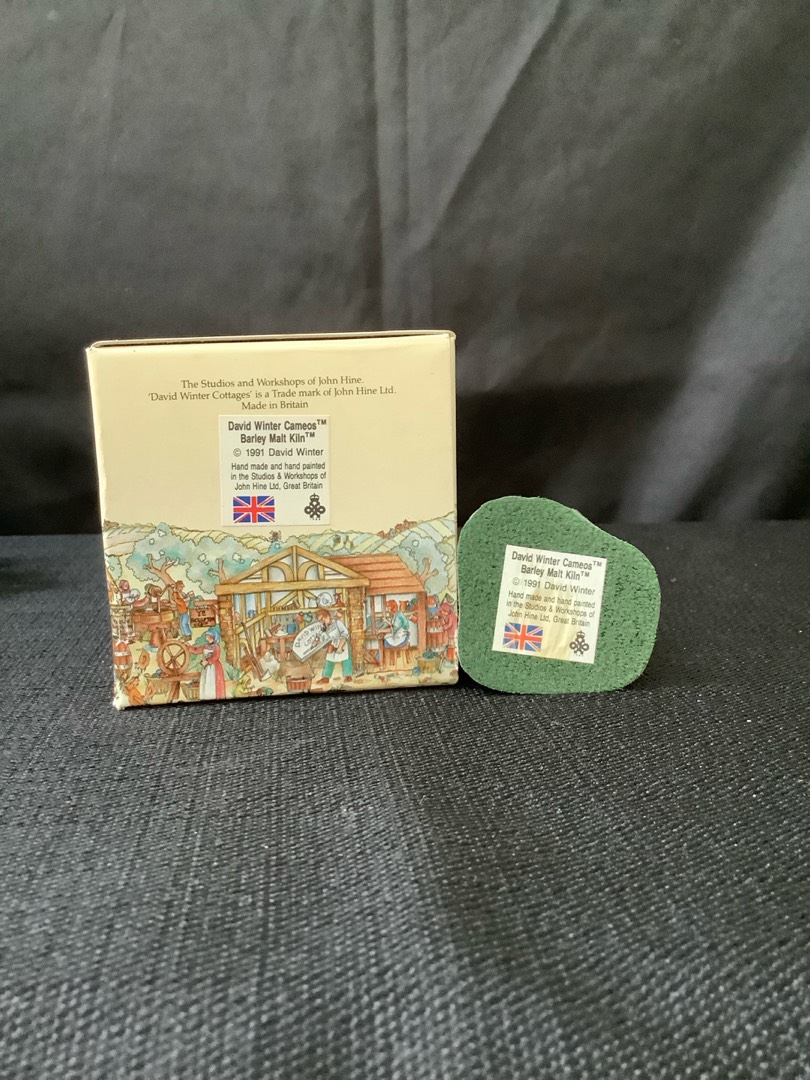 The Studios and Workshops of John Hine.
'David Winter Cottages' is a Trade mark of John Hine Ltd.
Made in Britain
David Winter Cameos™
Barley Malt Kiln™
© 1991 David Winter
Hand made and hand painted
in the Studios & Workshops of
John Hine Ltd, Great Britain
David Winter Cameos™
Barley Malt Kiln™
© 1991 David Winter
Hand made and hand painted
in the Studios & Workshops of
John Hine Ltd, Great Britain